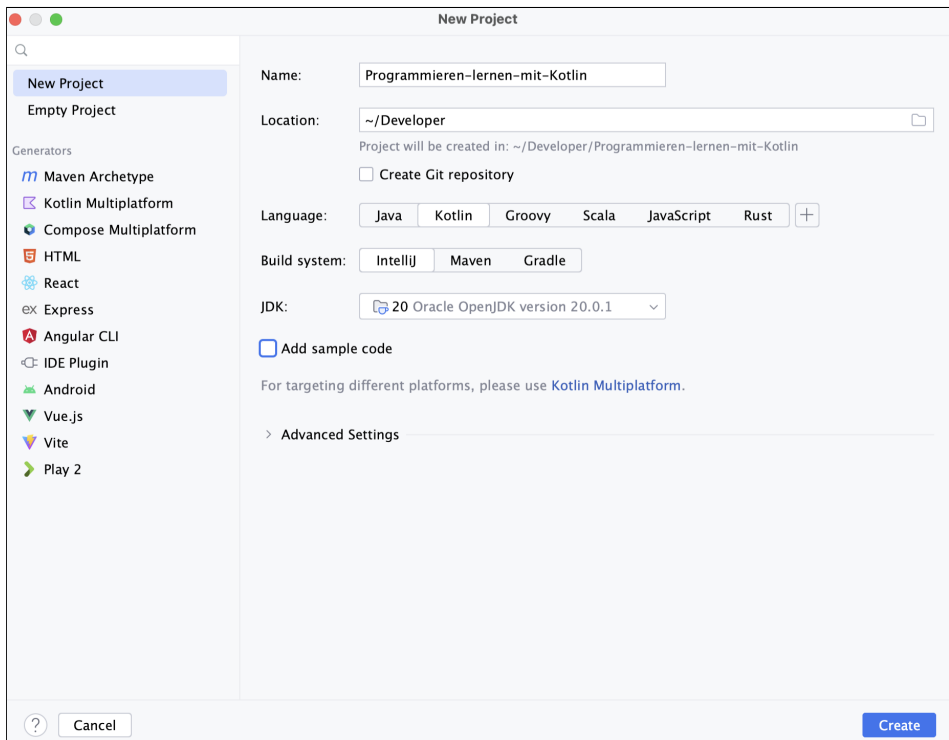 New Project
New Project
Empty Project
Generators
Maven Archetype
Kotlin Multiplatform
Compose Multiplatform
HTML
React
ex Express
Angular CLI
IDE Plugin
Android
Vue.js
Vite
Play 2
Name: Programmieren-lernen-mit-Kotlin
Location: ~/Developer
Project will be created in: ~/Developer/Programmieren-lernen-mit-Kotlin
Create Git repository
Language: Java Kotlin Groovy Scala JavaScript Rust +
Build system: IntelliJ Maven Gradle
JDK: 20 Oracle OpenJDK version 20.0.1
Add sample code
For targeting different platforms, please use Kotlin Multiplatform.
Advanced Settings
? Cancel Create